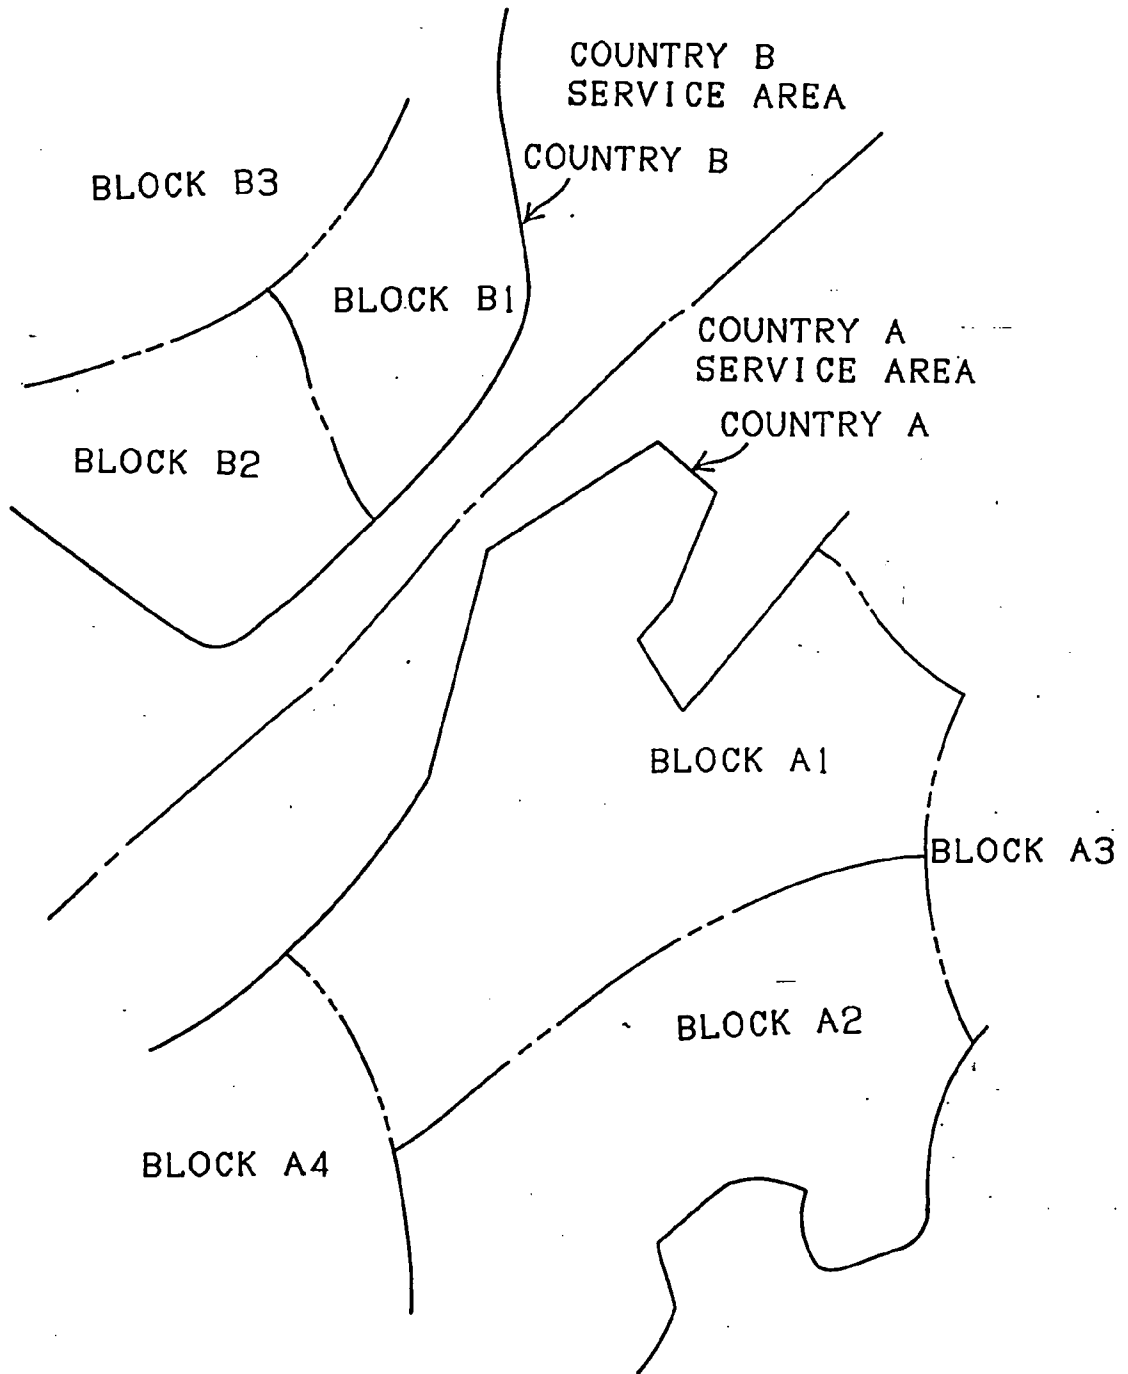 COUNTRY B
SERVICE AREA
COUNTRY B
BLOCK B3
BLOCK B1
COUNTRY A
SERVICE AREA
COUNTRY A
BLOCK B2
BLOCK A1
BLOCK A3
BLOCK A2
BLOCK A4